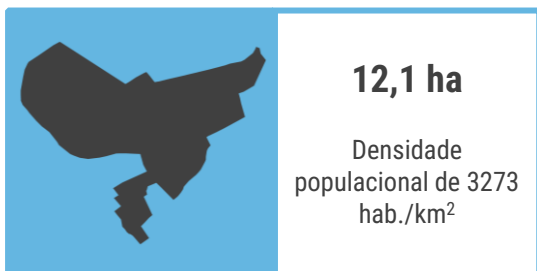 12,1 ha
Densidade
populacional de 3273
hab./km²